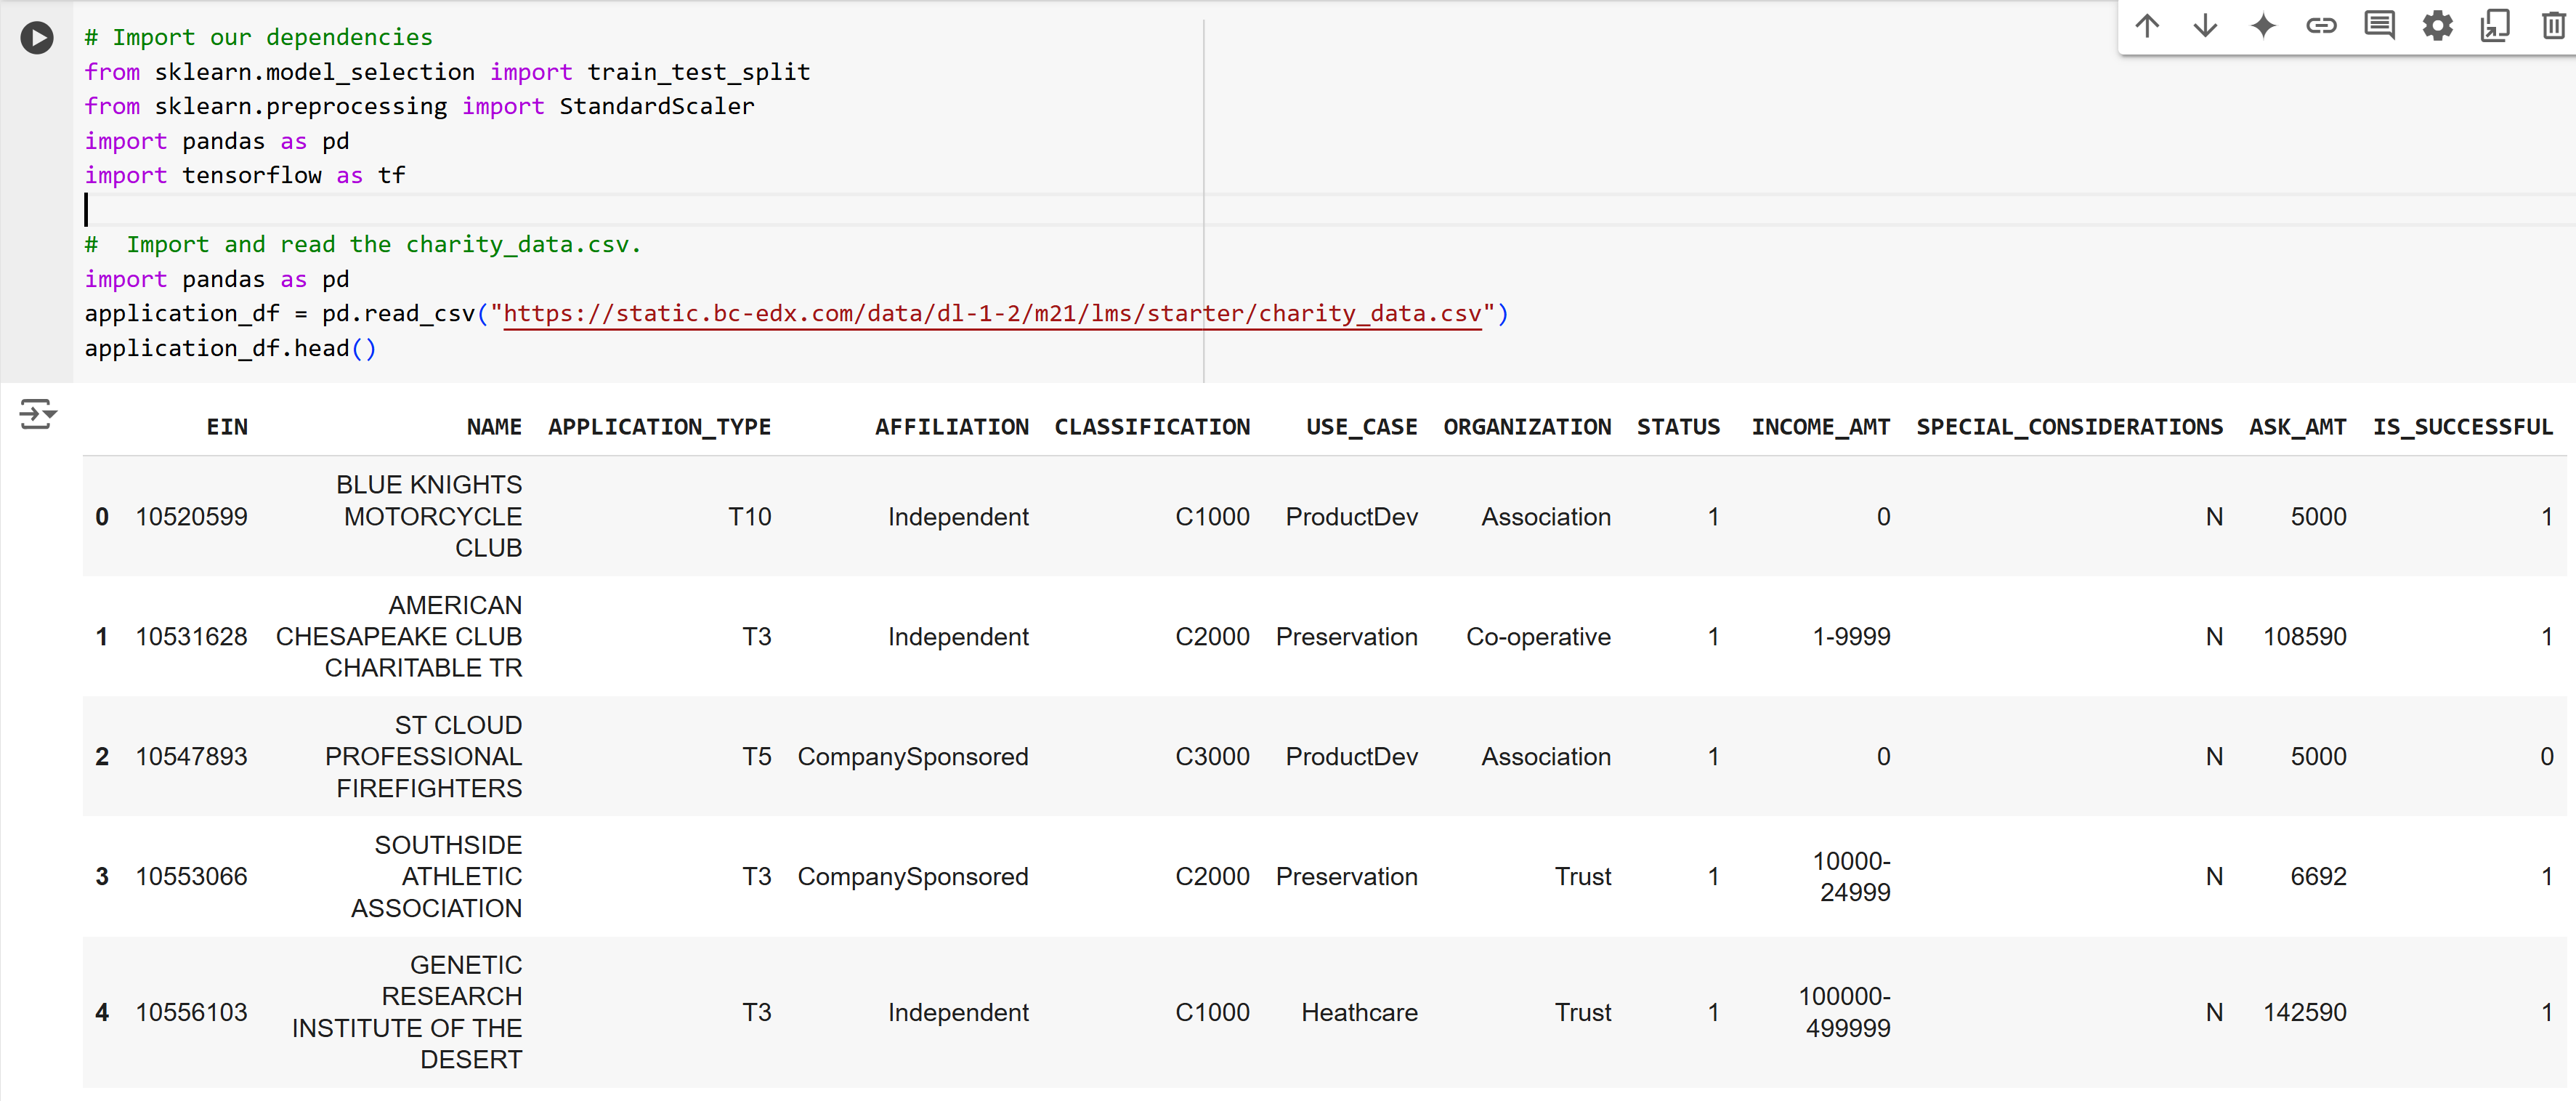 # Import our dependencies
from sklearn.model_selection import train_test_split
from sklearn.preprocessing import StandardScaler
import pandas as pd
import tensorflow as tf
#  Import and read the charity_data.csv.
import pandas as pd
application_df = pd.read_csv("https://static.bc-edx.com/data/dl-1-2/m21/lms/starter/charity_data.csv")
application_df.head()
EIN NAME APPLICATION_TYPE AFFILIATION CLASSIFICATION USE_CASE ORGANIZATION STATUS INCOME_AMT SPECIAL_CONSIDERATIONS ASK_AMT IS_SUCCESSFUL
BLUE KNIGHTS
0 10520599 MOTORCYCLE T10 Independent C1000 ProductDev Association 1 0 N 5000 1
CLUB
AMERICAN
1 10531628 CHESAPEAKE CLUB T3 Independent C2000 Preservation Co-operative 1 1-9999 N 108590 1
CHARITABLE TR
ST CLOUD
2 10547893 PROFESSIONAL T5 CompanySponsored C3000 ProductDev Association 1 0 N 5000 0
FIREFIGHTERS
SOUTHSIDE
3 10553066 ATHLETIC T3 CompanySponsored C2000 Preservation Trust 1 10000-24999 N 6692 1
ASSOCIATION
GENETIC
RESEARCH
4 10556103 INSTITUTE OF THE T3 Independent C1000 Heathcare Trust 1 100000-499999 N 142590 1
DESERT